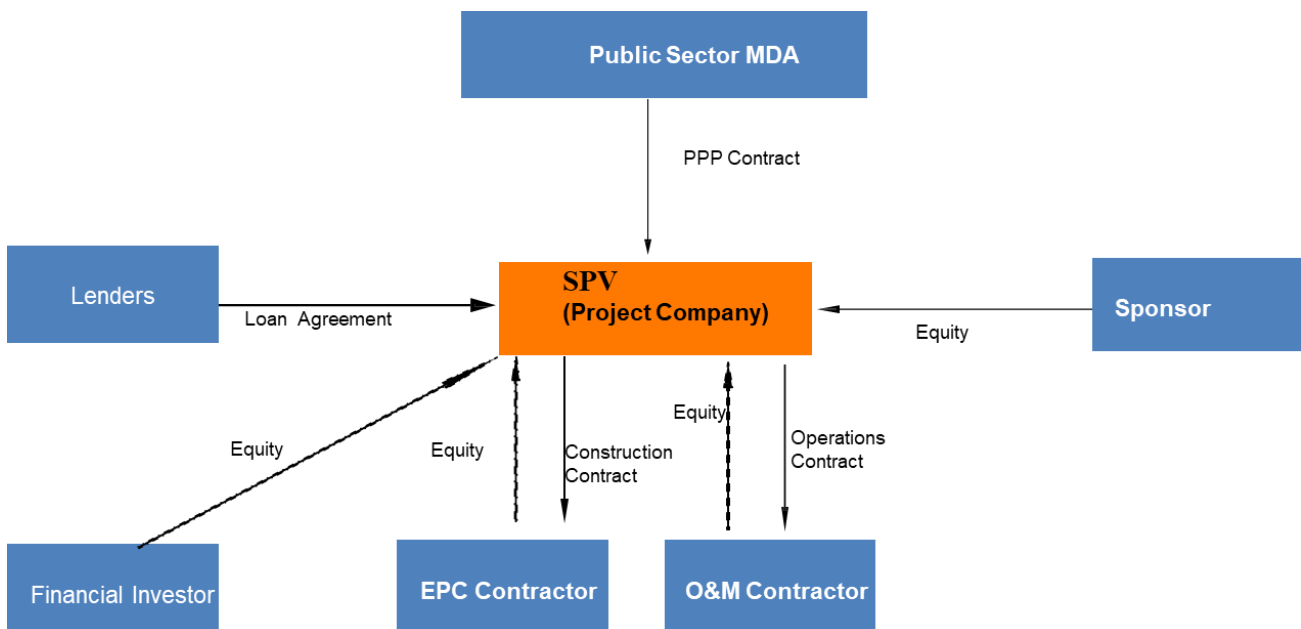 Public Sector MDA
PPP Contract
Lenders
SPV
(Project Company)
Sponsor
Loan Agreement
Equity
Equity
Equity
Equity
Construction
Contract
Operations
Contract
Financial Investor
EPC Contractor
O&M Contractor